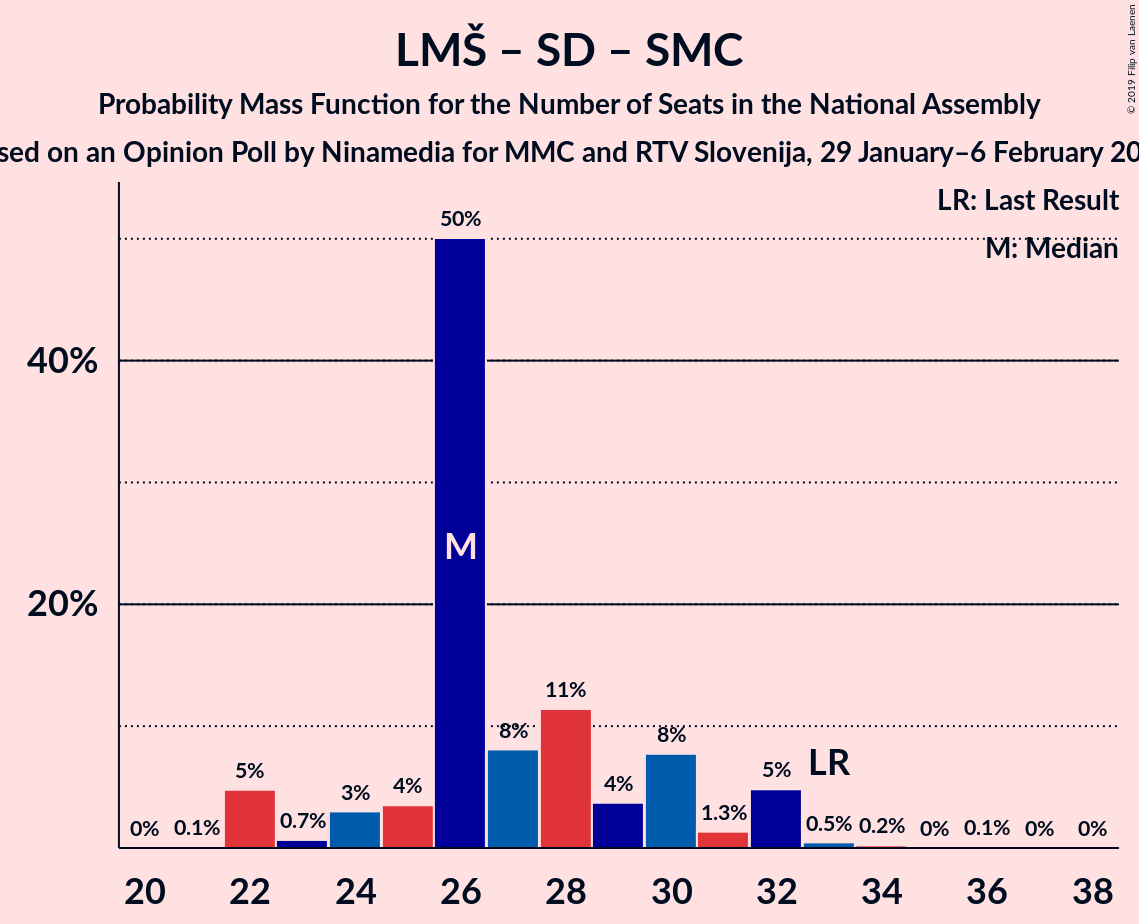 LMŠ – SD – SMC
Probability Mass Function for the Number of Seats in the National Assembly
sed on an Opinion Poll by Ninamedia for MMC and RTV Slovenija, 29 January–6 February 20
© 2019 Filip van Laenen
LR: Last Result
M: Median
40%
20%
0% 0.1% 5% 0.7% 3% 4% 50% 8% 11% 4% 8% 1.3% 5% 0.5% 0.2% 0% 0.1% 0% 0%
M
LR
20 22 24 26 28 30 32 34 36 38